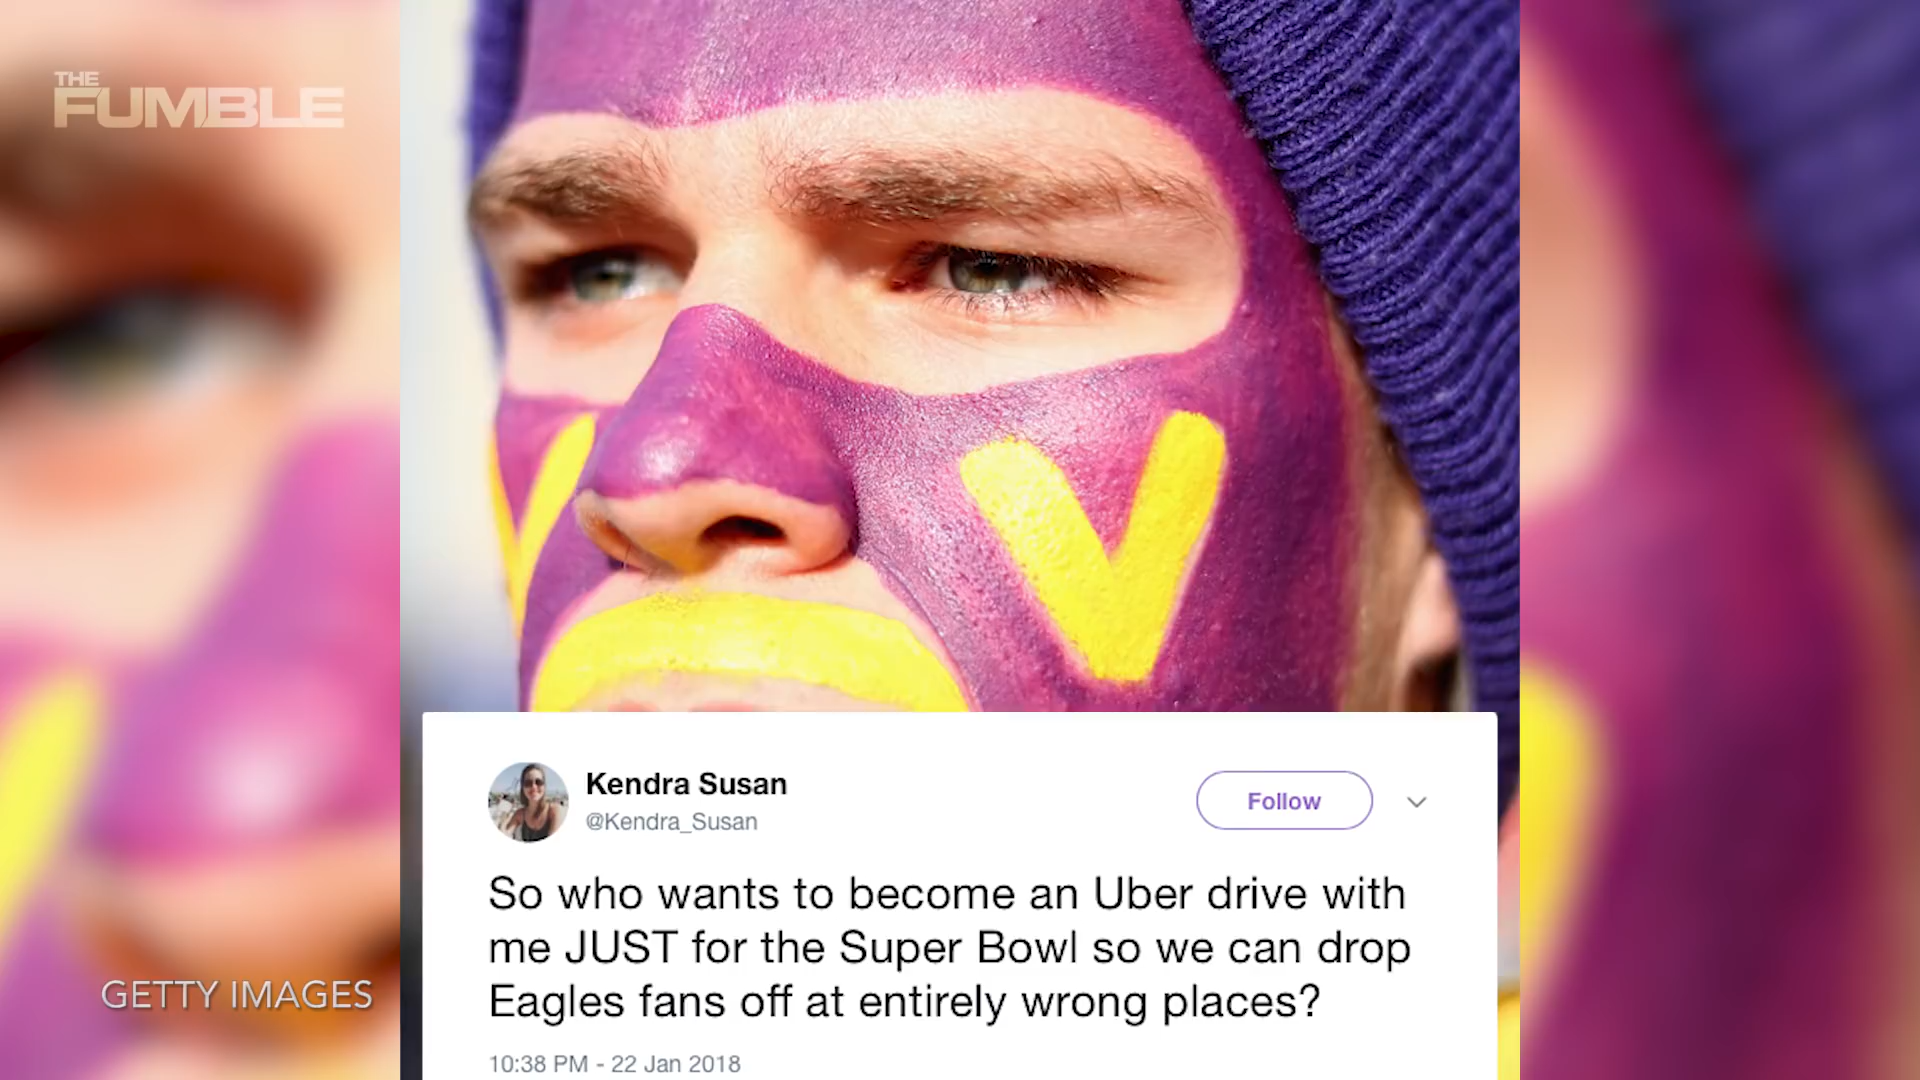 THE
FUMBLE
Kendra Susan
@Kendra_Susan
Follow
So who wants to become an Uber drive with
me JUST for the Super Bowl so we can drop
Eagles fans off at entirely wrong places?
10:38 PM - 22 Jan 2018
GETTY IMAGES